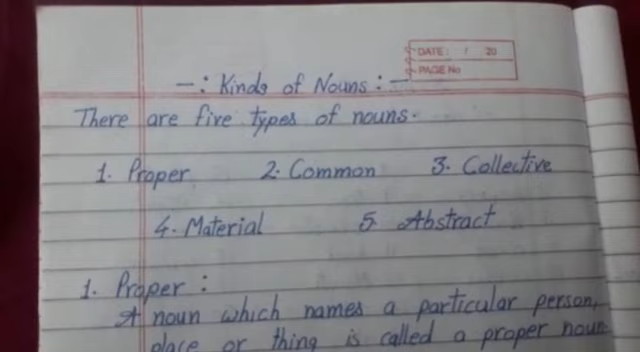 DATE: / 20
PAGE No
-: Kinds of Nouns :-
There are five types of nouns.
1. Proper 2. Common 3. Collective
4. Material 5 Abstract
1. Proper :
A noun which names a particular person,
place or thing is called a proper noun